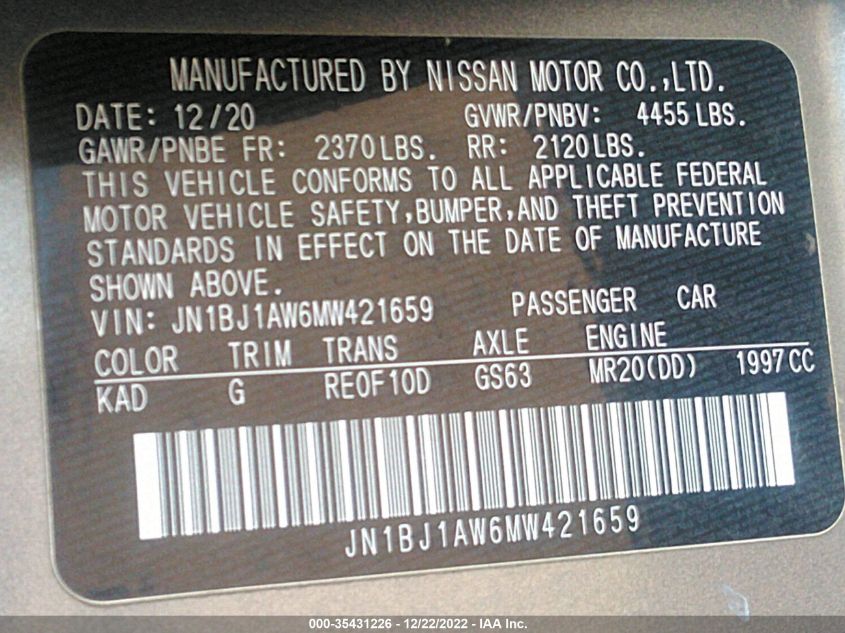 MANUFACTURED BY NISSAN MOTOR CO.,LTD.
DATE: 12/20 GVWR/PNBV: 4455 LBS.
GAWR/PNBE FR: 2370 LBS. RR: 2120 LBS.
THIS VEHICLE CONFORMS TO ALL APPLICABLE FEDERAL
MOTOR VEHICLE SAFETY,BUMPER,AND THEFT PREVENTION
STANDARDS IN EFFECT ON THE DATE OF MANUFACTURE
SHOWN ABOVE.
VIN: JN1BJ1AW6MW421659 PASSENGER CAR
COLOR TRIM TRANS AXLE ENGINE
KAD G RE0F10D GS63 MR20(DD) 1997CC
JN1BJ1AW6MW421659
000-35431226 - 12/22/2022 - IAA Inc.